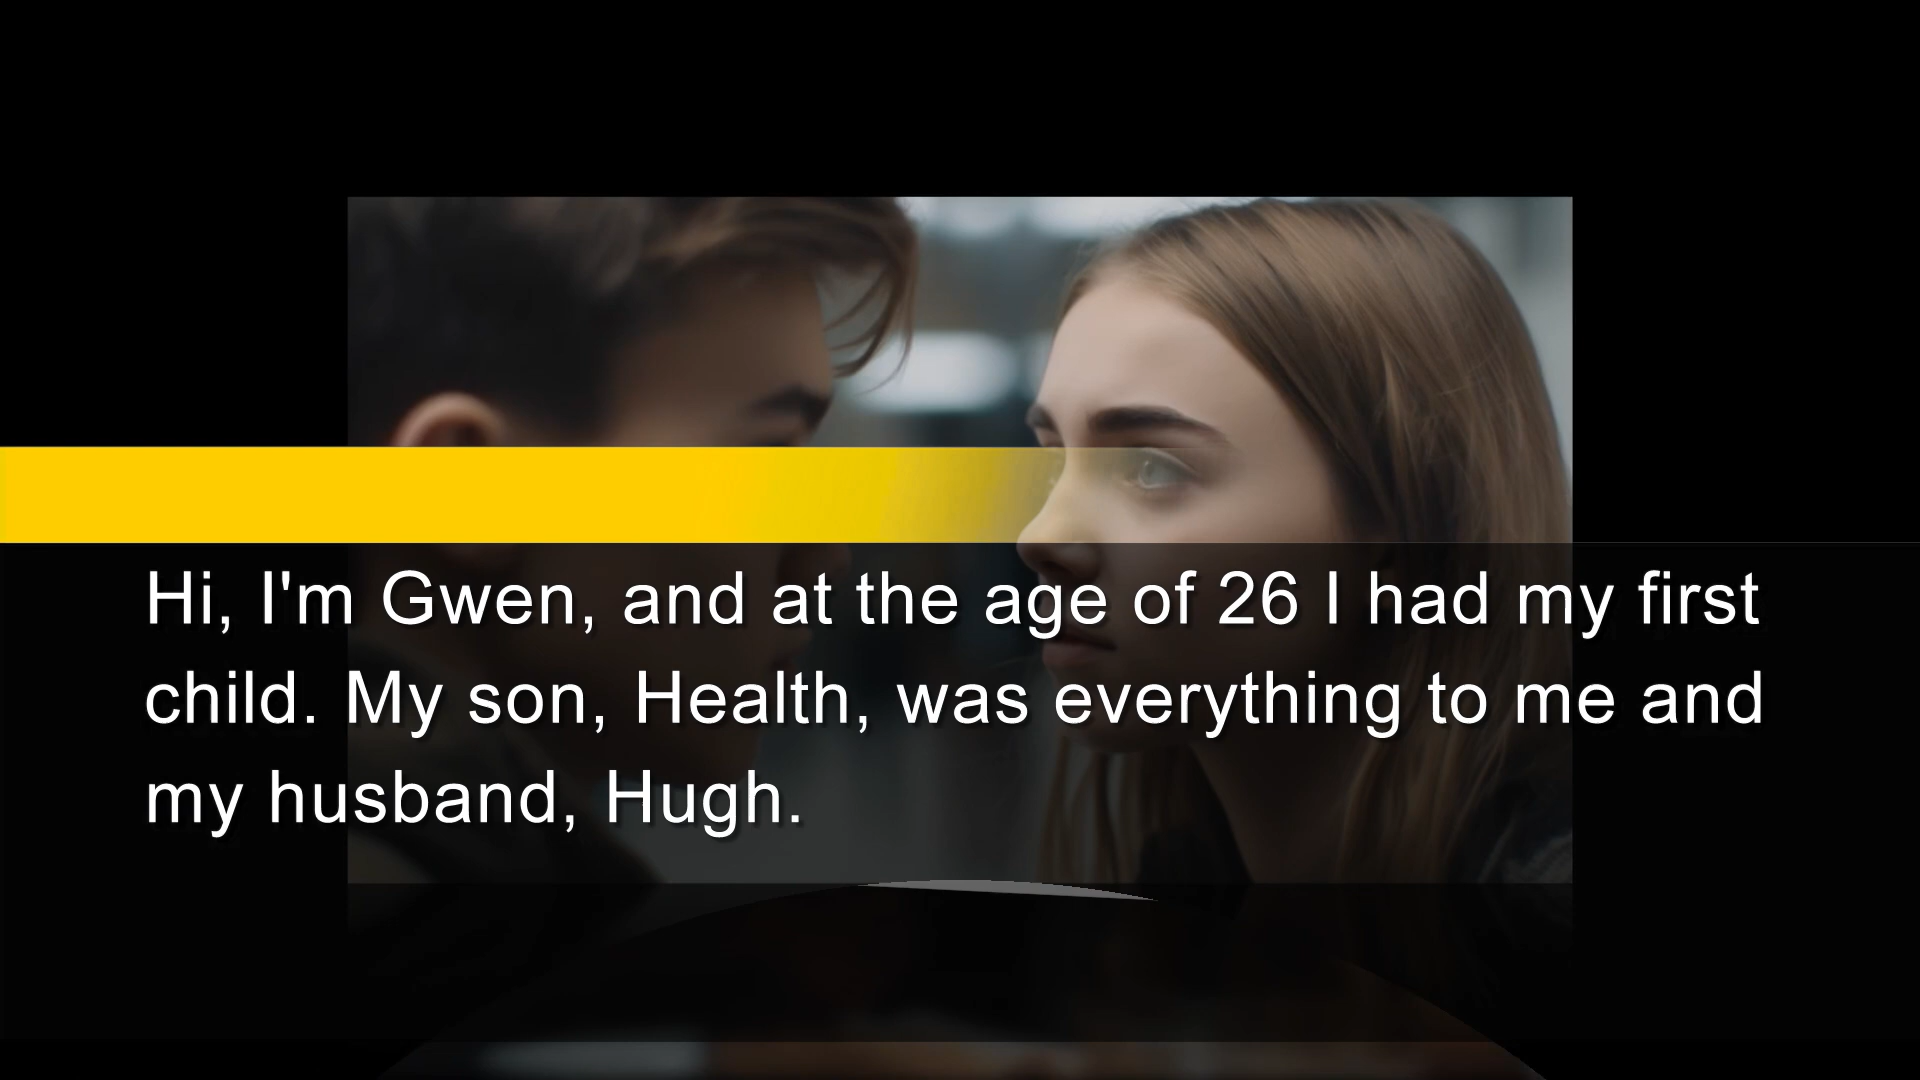 Hi, I'm Gwen, and at the age of 26 I had my first
child. My son, Health, was everything to me and
my husband, Hugh.